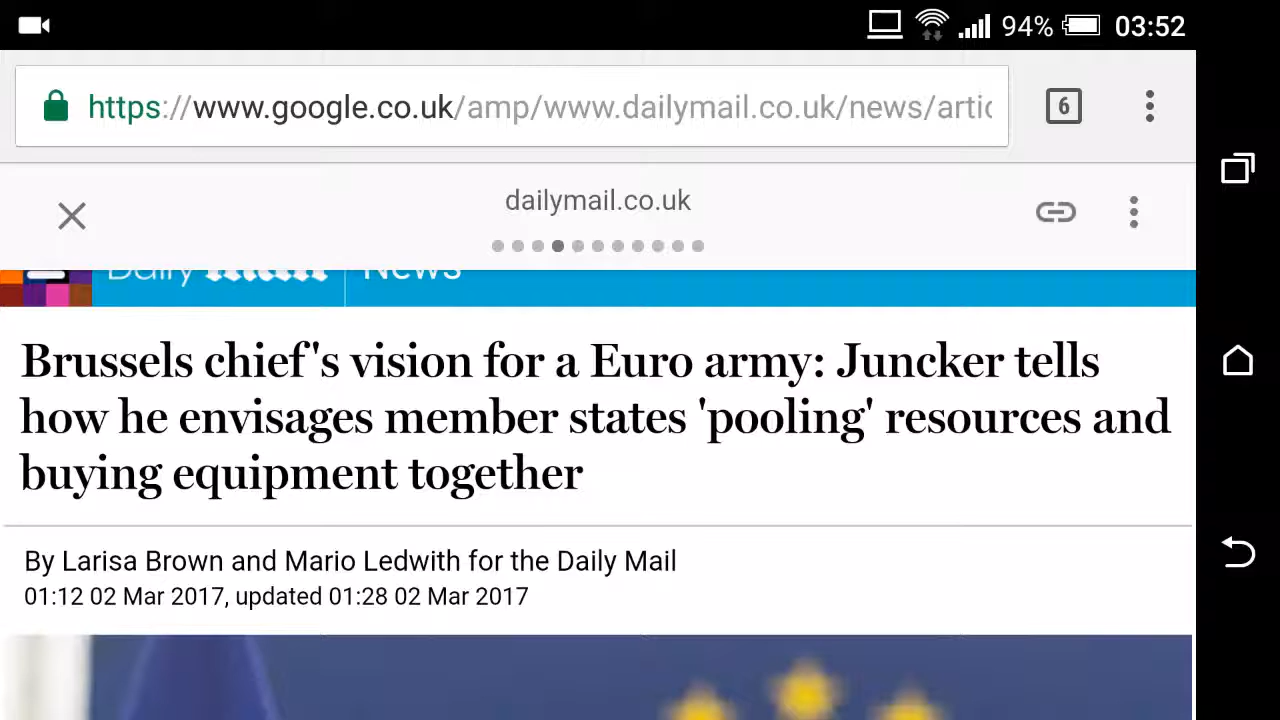 94% 03:52
https://www.google.co.uk/amp/www.dailymail.co.uk/news/artic
6
dailymail.co.uk
Daily Mail News
Brussels chief's vision for a Euro army: Juncker tells
how he envisages member states 'pooling' resources and
buying equipment together
By Larisa Brown and Mario Ledwith for the Daily Mail
01:12 02 Mar 2017, updated 01:28 02 Mar 2017